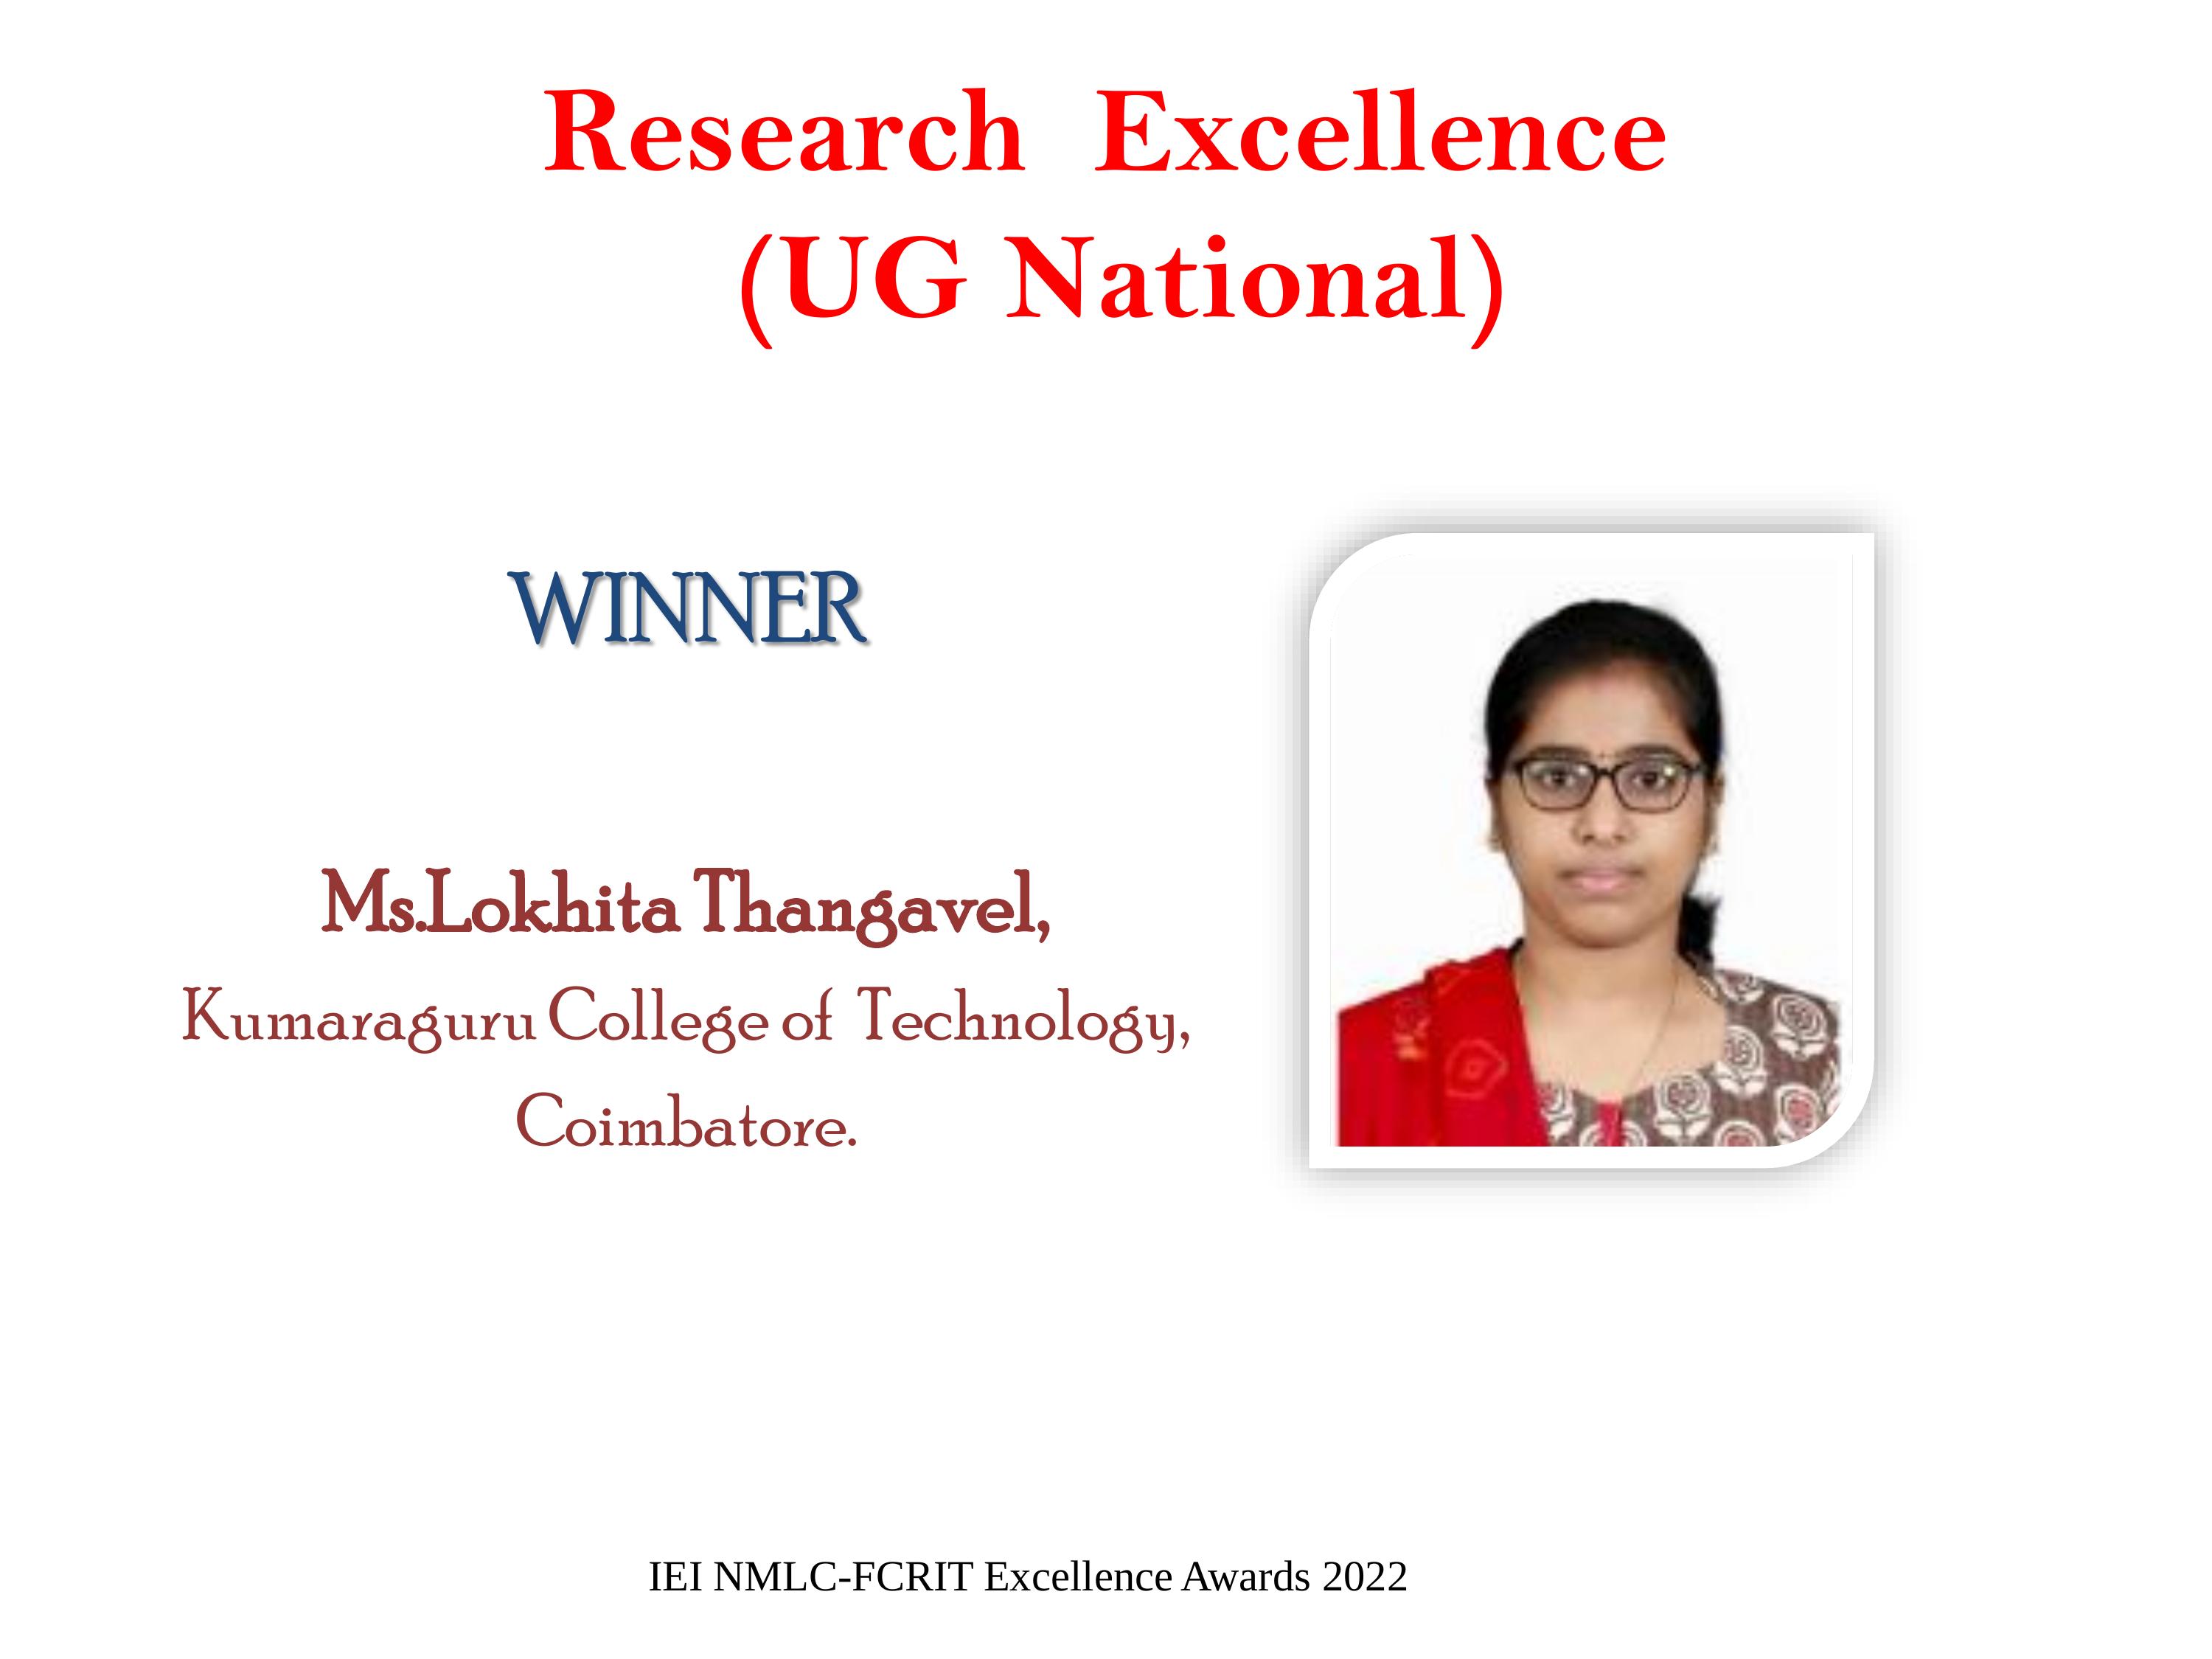 Research Excellence
(UG National)
WINNER
Ms.Lokhita Thangavel,
Kumaraguru College of Technology,
Coimbatore.
IEI NMLC-FCRIT Excellence Awards 2022